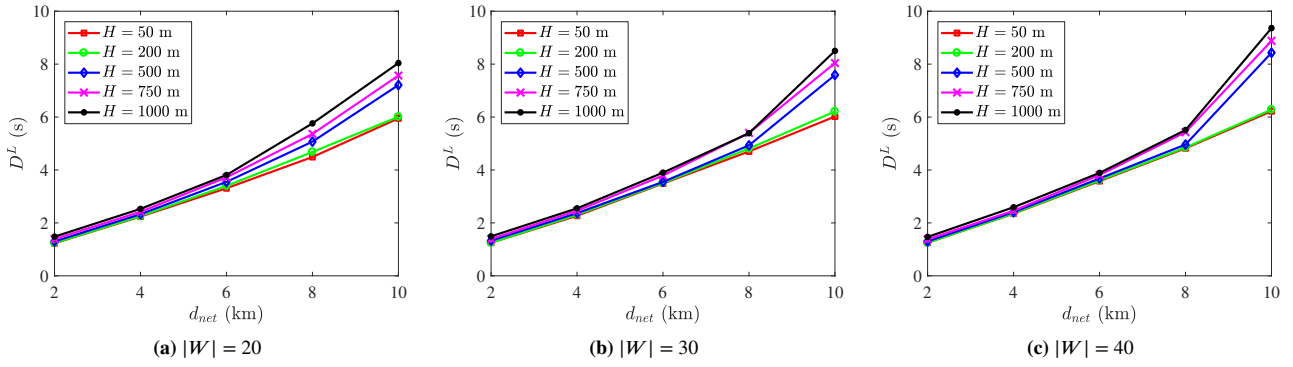 10
8
6
4
2
0
D^L (s)
H = 50 m
H = 200 m
H = 500 m
H = 750 m
H = 1000 m
2 4 6 8 10
d_net (km)
(a) |W| = 20
10
8
6
4
2
0
D^L (s)
H = 50 m
H = 200 m
H = 500 m
H = 750 m
H = 1000 m
2 4 6 8 10
d_net (km)
(b) |W| = 30
10
8
6
4
2
0
D^L (s)
H = 50 m
H = 200 m
H = 500 m
H = 750 m
H = 1000 m
2 4 6 8 10
d_net (km)
(c) |W| = 40